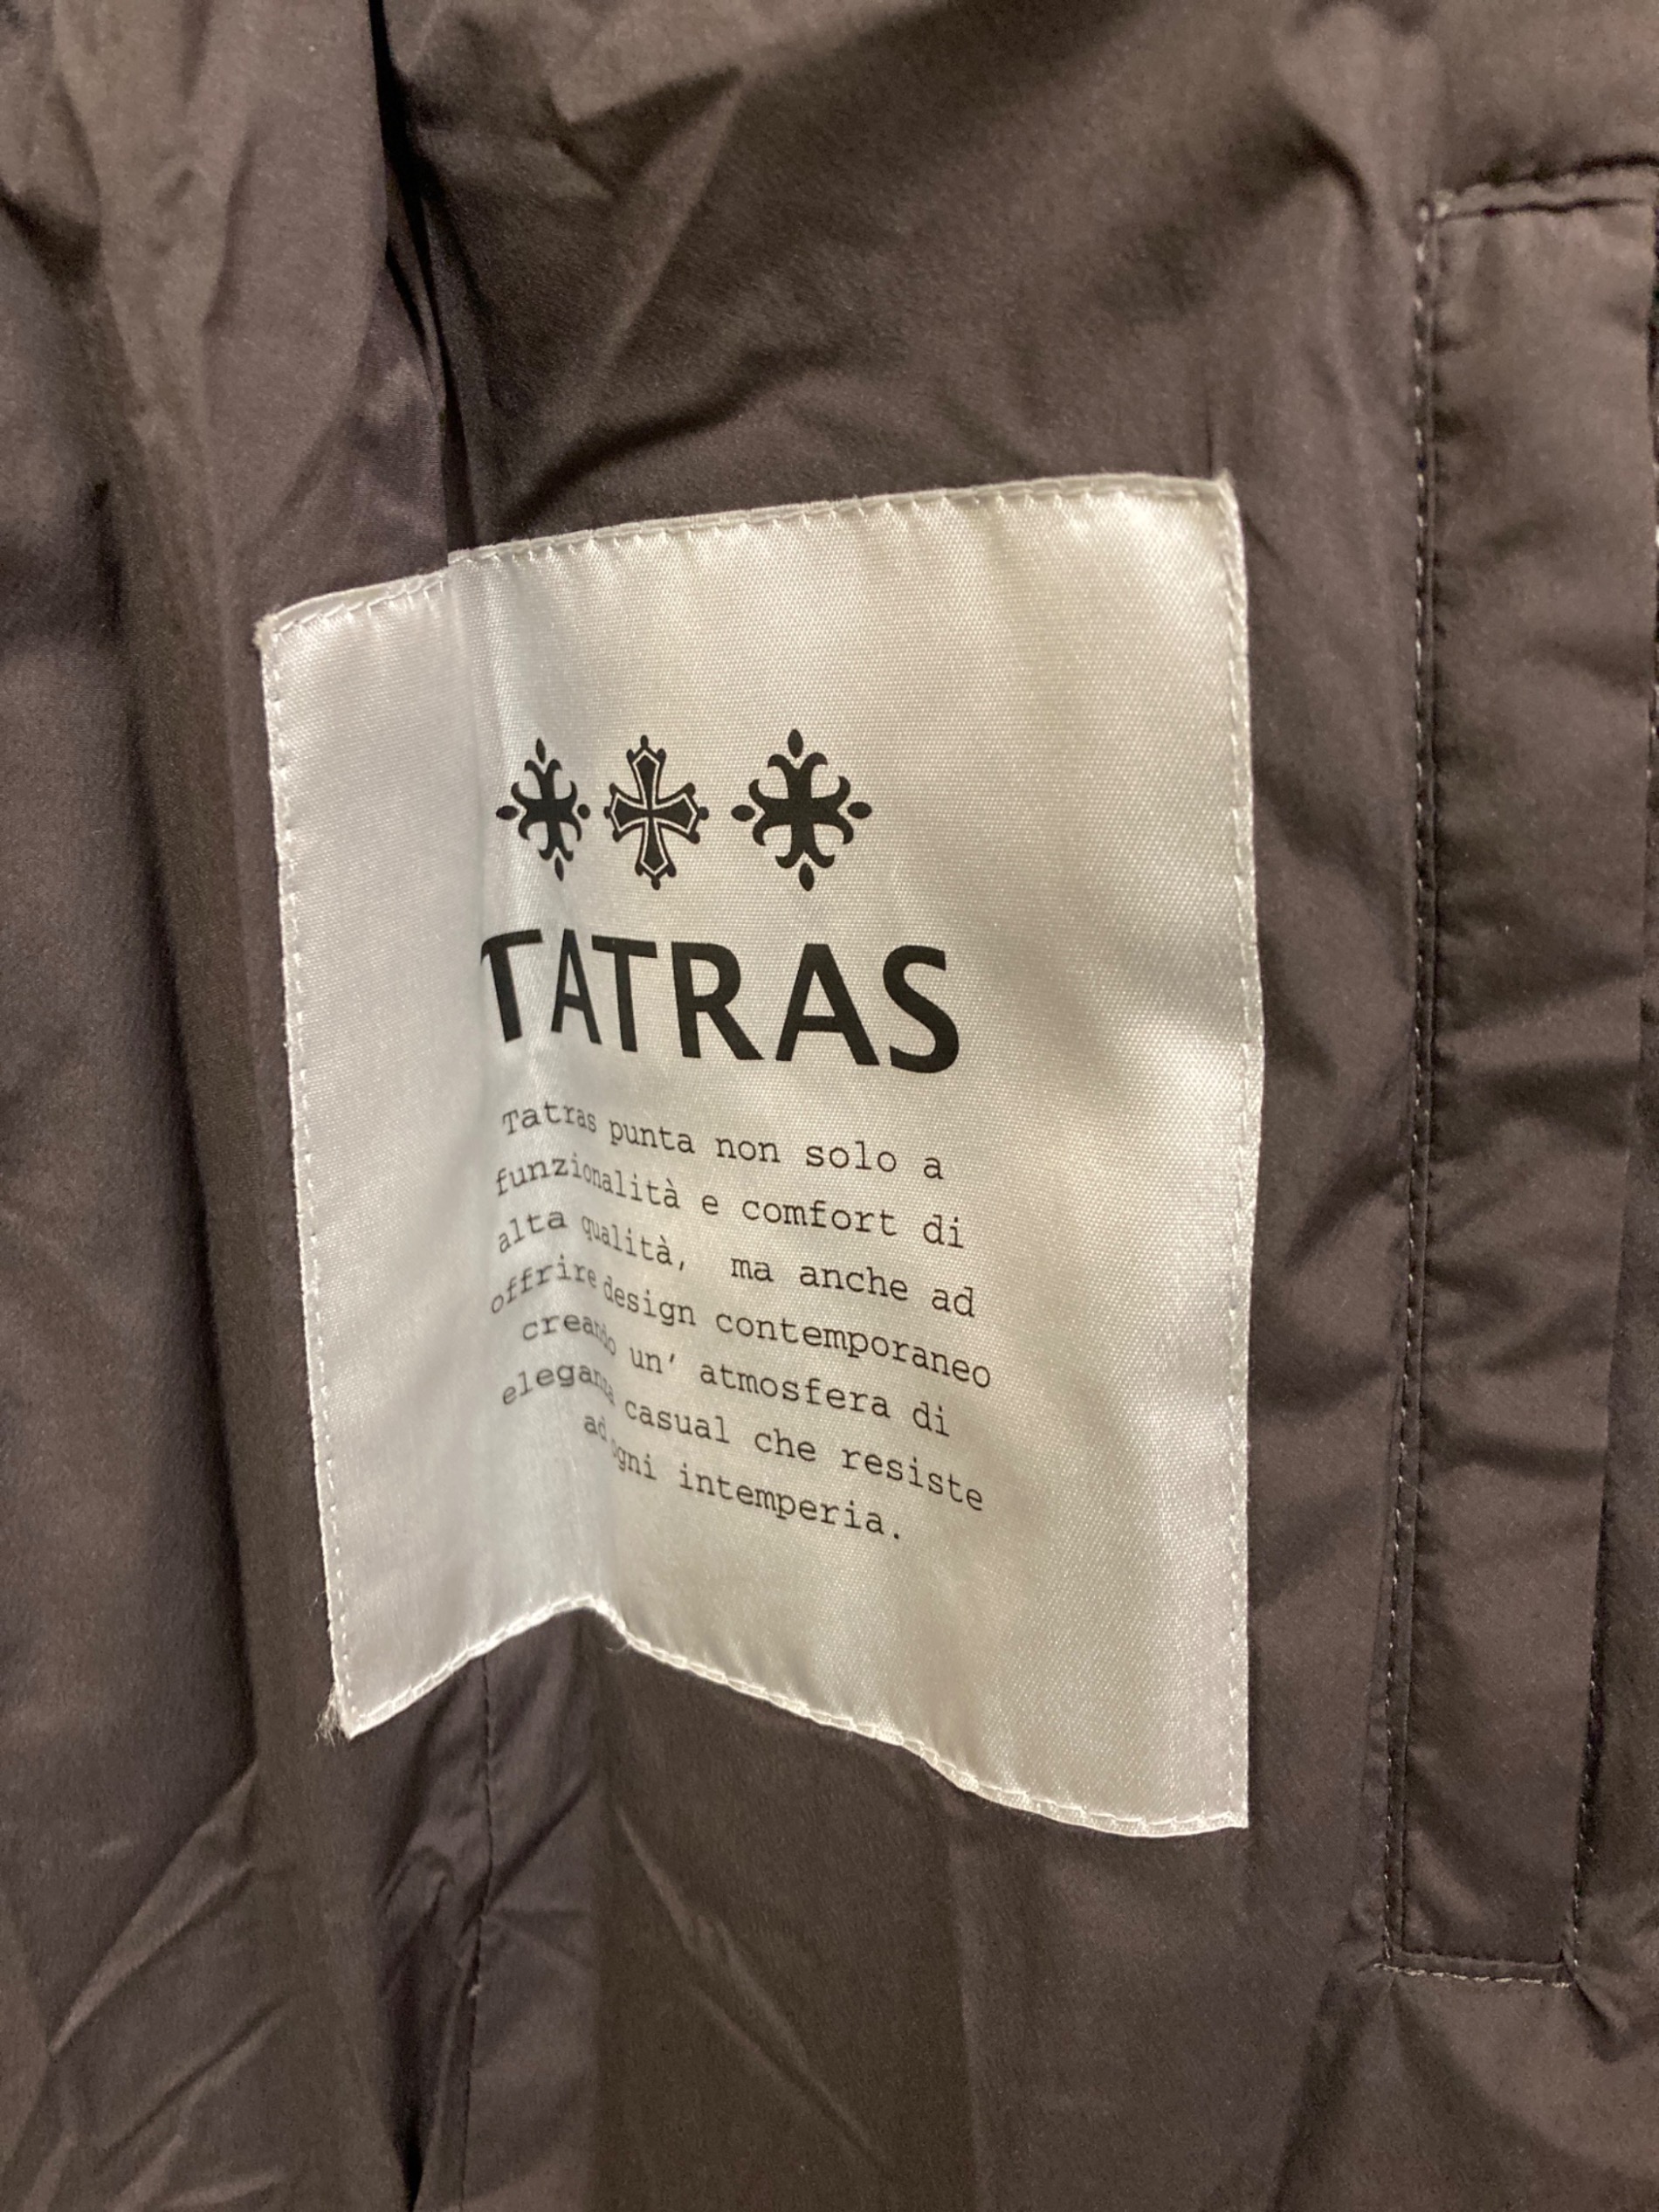 TATRAS
Tatras punta non solo a
funzionalità e comfort di
alta qualità, ma anche ad
offrire design contemporaneo
creando un' atmosfera di
eleganza casual che resiste
ad ogni intemperia.